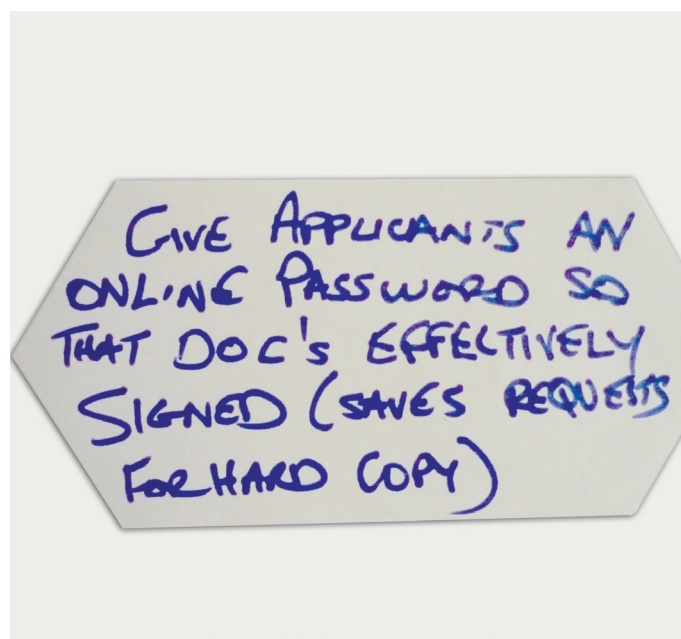 GIVE APPLICANTS AN
ONLINE PASSWORD SO
THAT DOC'S EFFECTIVELY
SIGNED (SAVES REQUESTS
FOR HARD COPY)